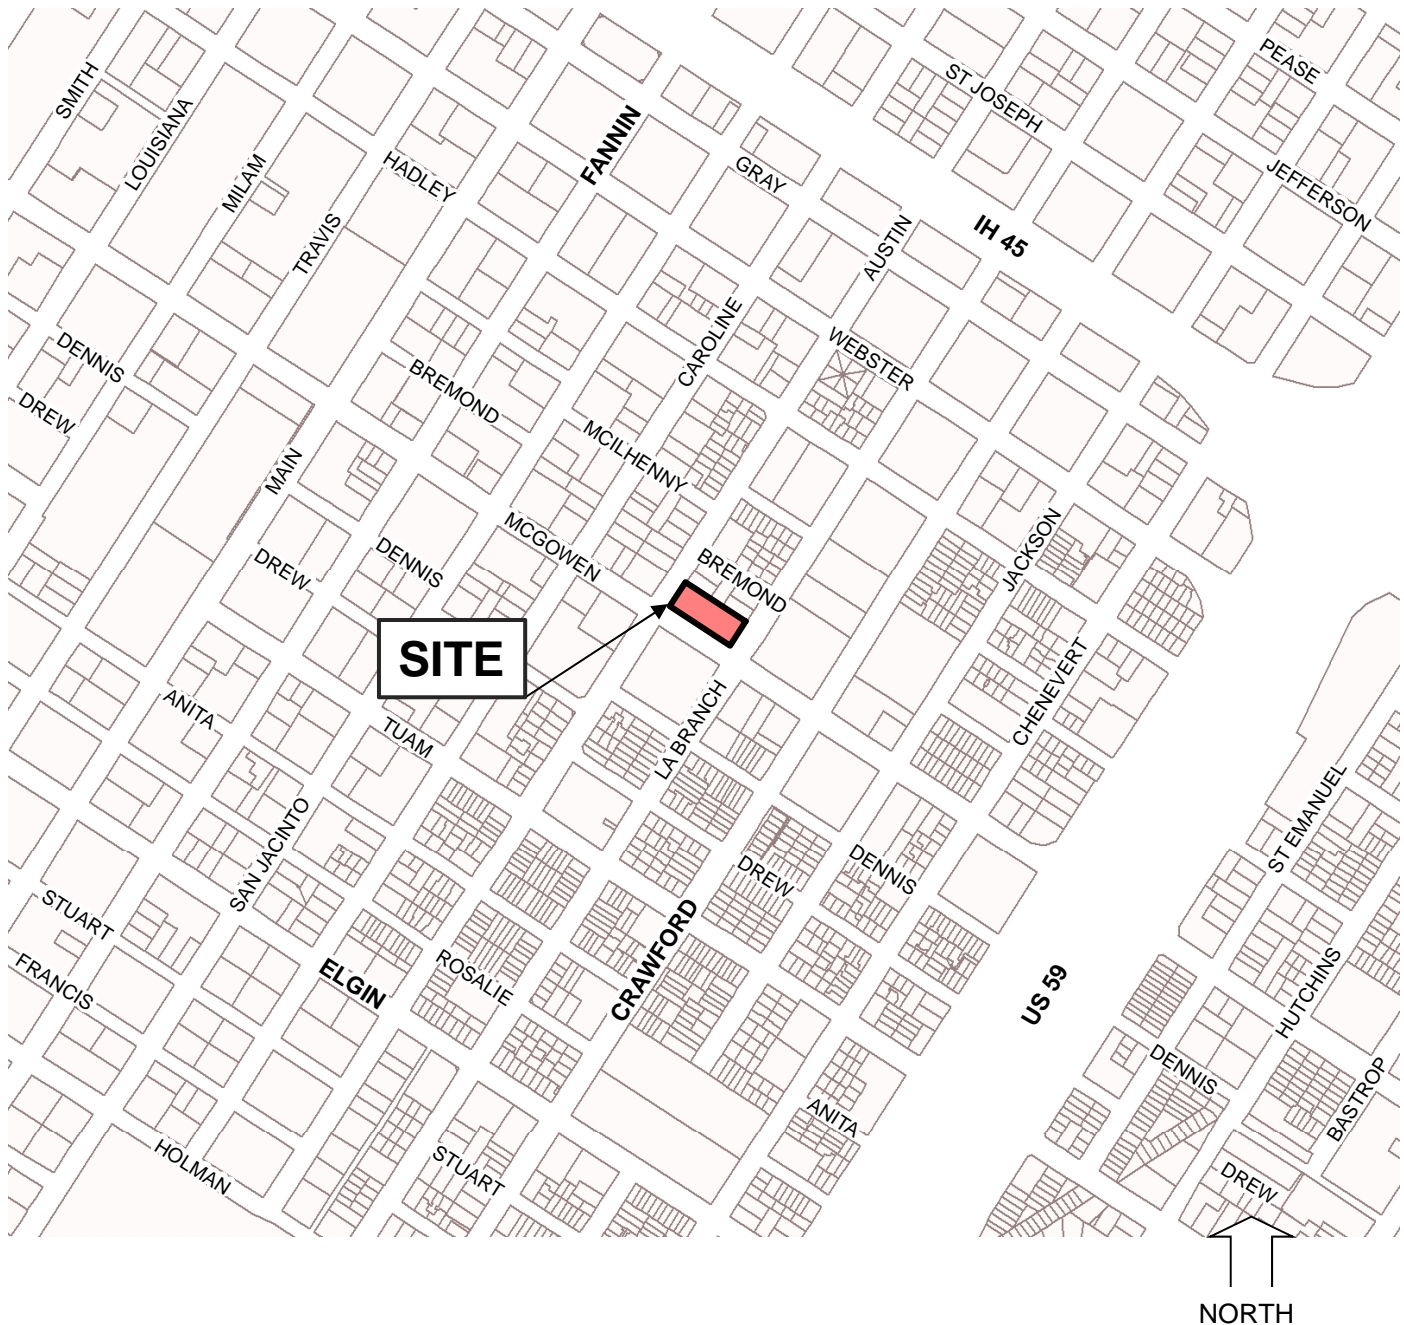 PEASE
SMITH
ST JOSEPH
LOUISIANA
FANNIN
MILAM
HADLEY
GRAY
JEFFERSON
TRAVIS
AUSTIN
IH 45
DENNIS
CAROLINE
WEBSTER
BREMOND
DREW
MCILHENNY
MAIN
MCGOWEN
JACKSON
DREW
DENNIS
BREMOND
SITE
CHENEVERT
ANITA
TUAM
LA BRANCH
ST EMANUEL
SAN JACINTO
DREW
DENNIS
STUART
CRAWFORD
FRANCIS
ELGIN
ROSALIE
US 59
HUTCHINS
DENNIS
BASTROP
ANITA
HOLMAN
STUART
DREW
NORTH